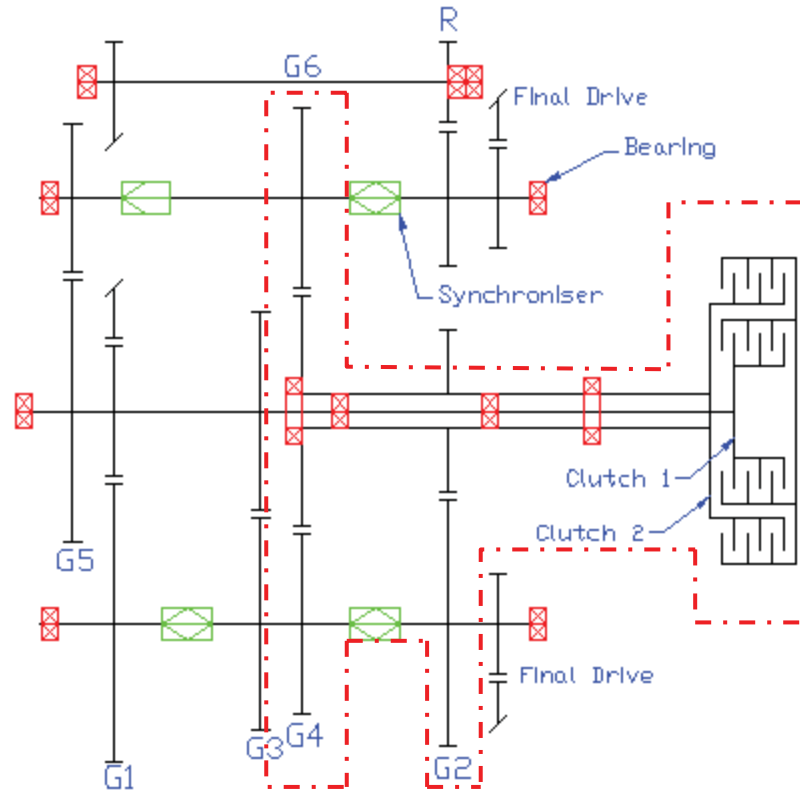 R
G6
Final Drive
Bearing
Synchroniser
Clutch 1
Clutch 2
G5
Final Drive
G3
G4
G2
G1